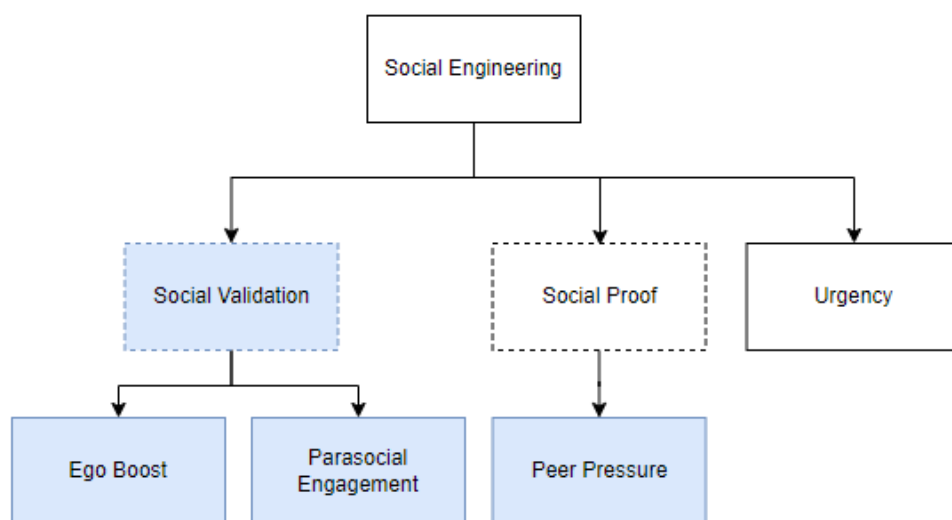 Social Engineering
Social Validation
Social Proof
Urgency
Ego Boost
Parasocial
Engagement
Peer Pressure